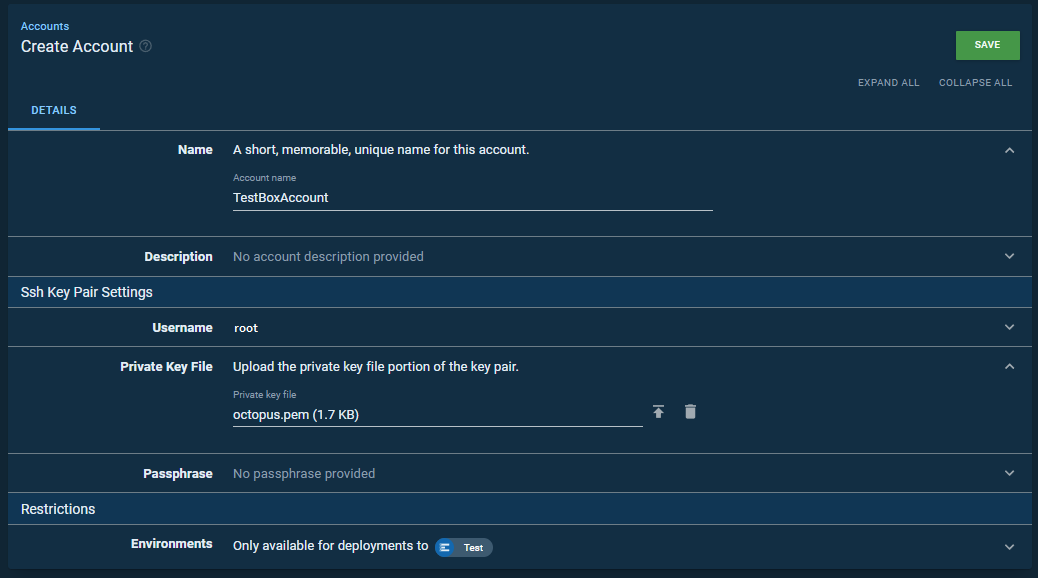 Accounts
Create Account
SAVE
EXPAND ALL COLLAPSE ALL
DETAILS
Name A short, memorable, unique name for this account.
Account name
TestBoxAccount
Description No account description provided
Ssh Key Pair Settings
Username root
Private Key File Upload the private key file portion of the key pair.
Private key file
octopus.pem (1.7 KB)
Passphrase No passphrase provided
Restrictions
Environments Only available for deployments to Test